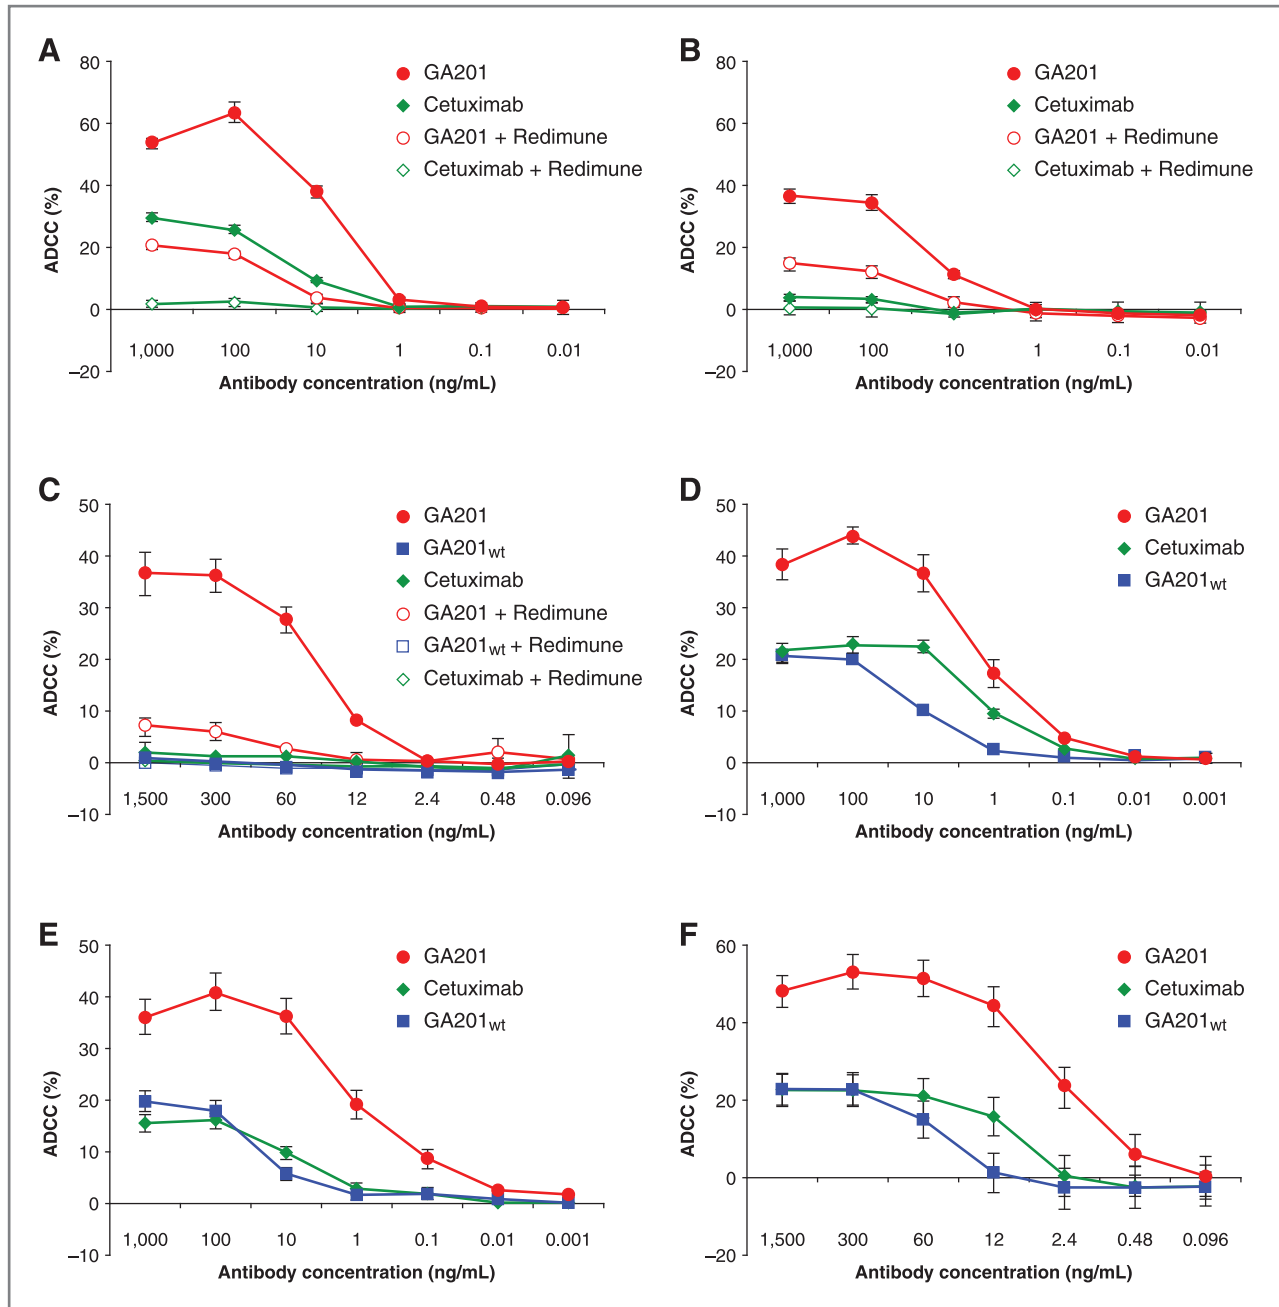 A
80
60
40
20
0
–20
ADCC (%)
GA201
Cetuximab
GA201 + Redimune
Cetuximab + Redimune
1,000 100 10 1 0.1 0.01
Antibody concentration (ng/mL)
B
80
60
40
20
0
–20
ADCC (%)
GA201
Cetuximab
GA201 + Redimune
Cetuximab + Redimune
1,000 100 10 1 0.1 0.01
Antibody concentration (ng/mL)
C
50
40
30
20
10
0
–10
ADCC (%)
GA201
GA201wt
Cetuximab
GA201 + Redimune
GA201wt + Redimune
Cetuximab + Redimune
1,500 300 60 12 2.4 0.48 0.096
Antibody concentration (ng/mL)
D
50
40
30
20
10
0
–10
ADCC (%)
GA201
Cetuximab
GA201wt
1,000 100 10 1 0.1 0.01 0.001
Antibody concentration (ng/mL)
E
50
40
30
20
10
0
–10
ADCC (%)
GA201
Cetuximab
GA201wt
1,000 100 10 1 0.1 0.01 0.001
Antibody concentration (ng/mL)
F
60
40
20
0
–20
ADCC (%)
GA201
Cetuximab
GA201wt
1,500 300 60 12 2.4 0.48 0.096
Antibody concentration (ng/mL)